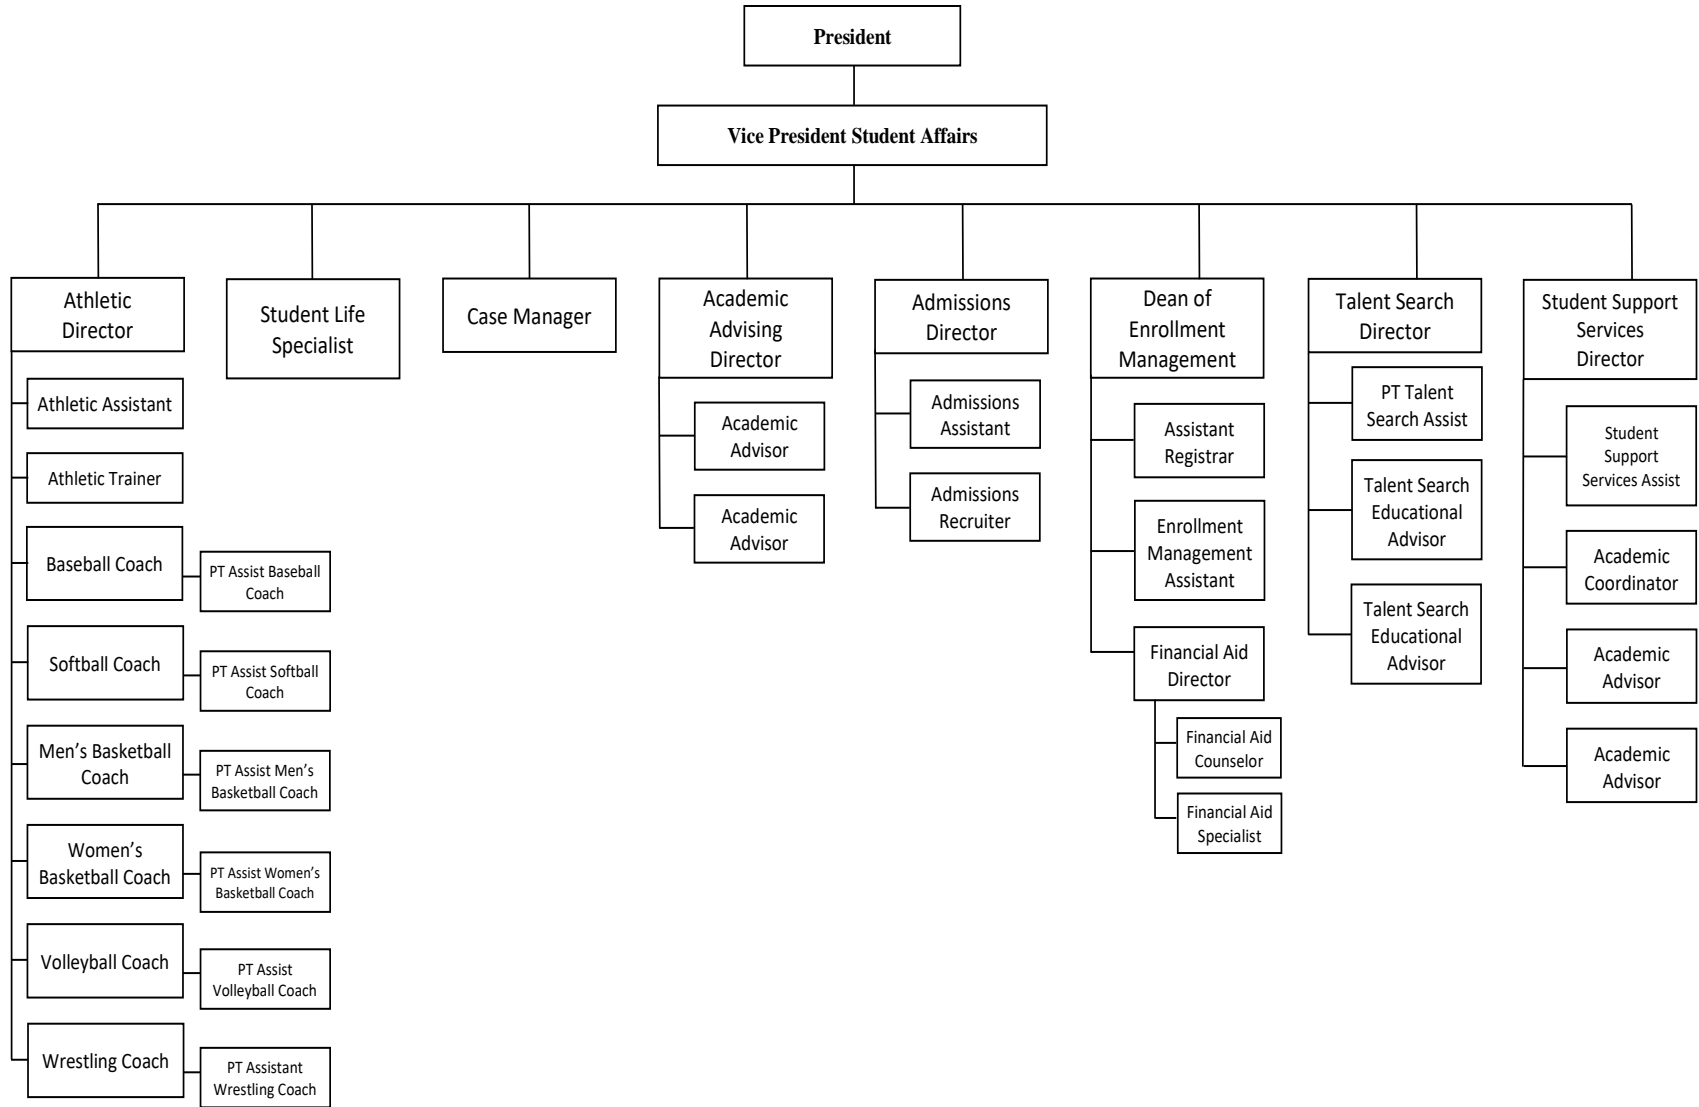 President
Vice President Student Affairs
Athletic
Director
Student Life
Specialist
Case Manager
Academic
Advising
Director
Admissions
Director
Dean of
Enrollment
Management
Talent Search
Director
Student Support
Services
Director
Athletic Assistant
Athletic Trainer
Baseball Coach
PT Assist Baseball
Coach
Softball Coach
PT Assist Softball
Coach
Men’s Basketball
Coach
PT Assist Men’s
Basketball Coach
Women’s
Basketball Coach
PT Assist Women’s
Basketball Coach
Volleyball Coach
PT Assist
Volleyball Coach
Wrestling Coach
PT Assistant
Wrestling Coach
Academic
Advisor
Academic
Advisor
Admissions
Assistant
Admissions
Recruiter
Assistant
Registrar
Enrollment
Management
Assistant
Financial Aid
Director
Financial Aid
Counselor
Financial Aid
Specialist
PT Talent
Search Assist
Talent Search
Educational
Advisor
Talent Search
Educational
Advisor
Student
Support
Services Assist
Academic
Coordinator
Academic
Advisor
Academic
Advisor